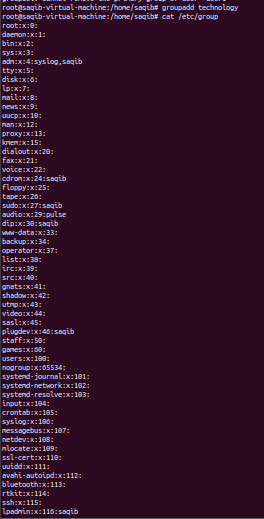 root@saqib-virtual-machine:/home/saqib# groupadd technology
root@saqib-virtual-machine:/home/saqib# cat /etc/group
root:x:0:
daemon:x:1:
bin:x:2:
sys:x:3:
adm:x:4:syslog,saqib
tty:x:5:
disk:x:6:
lp:x:7:
mail:x:8:
news:x:9:
uucp:x:10:
man:x:12:
proxy:x:13:
kmem:x:15:
dialout:x:20:
fax:x:21:
voice:x:22:
cdrom:x:24:saqib
floppy:x:25:
tape:x:26:
sudo:x:27:saqib
audio:x:29:pulse
dip:x:30:saqib
www-data:x:33:
backup:x:34:
operator:x:37:
list:x:38:
irc:x:39:
src:x:40:
gnats:x:41:
shadow:x:42:
utmp:x:43:
video:x:44:
sasl:x:45:
plugdev:x:46:saqib
staff:x:50:
games:x:60:
users:x:100:
nogroup:x:65534:
systemd-journal:x:101:
systemd-network:x:102:
systemd-resolve:x:103:
input:x:104:
crontab:x:105:
syslog:x:106:
messagebus:x:107:
netdev:x:108:
mlocate:x:109:
ssl-cert:x:110:
uuidd:x:111:
avahi-autoipd:x:112:
bluetooth:x:113:
rtkit:x:114:
ssh:x:115:
lpadmin:x:116:saqib